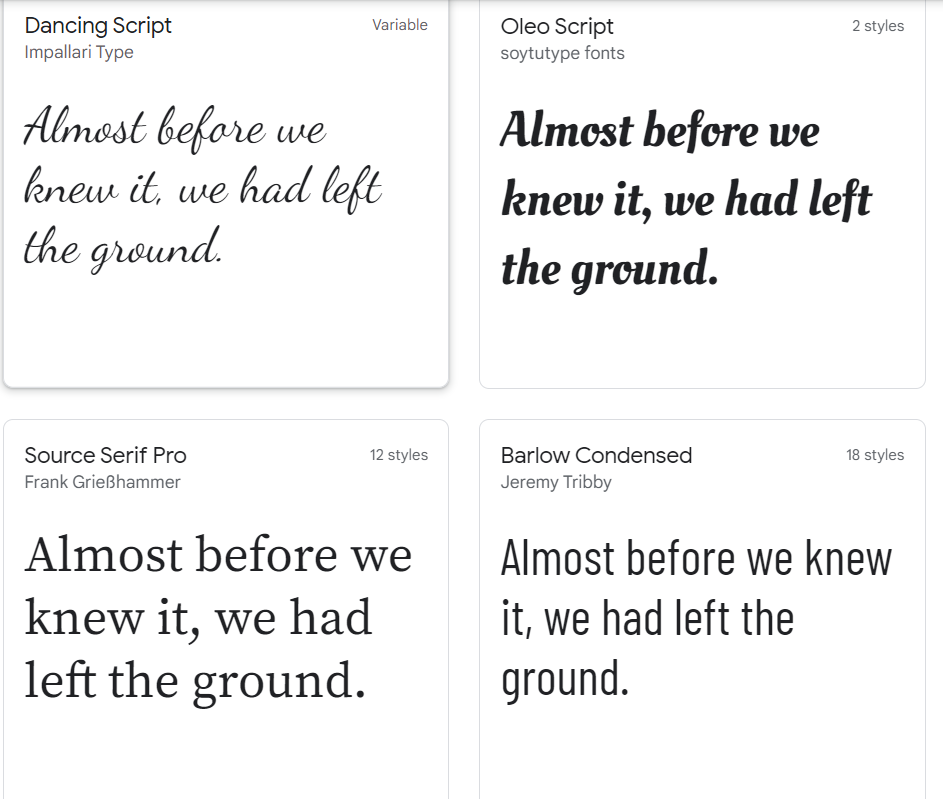 Dancing Script
Variable
Impallari Type
Almost before we
knew it, we had left
the ground.
Oleo Script
2 styles
soytutype fonts
Almost before we
knew it, we had left
the ground.
Source Serif Pro
12 styles
Frank Grießhammer
Almost before we
knew it, we had
left the ground.
Barlow Condensed
18 styles
Jeremy Tribby
Almost before we knew
it, we had left the
ground.